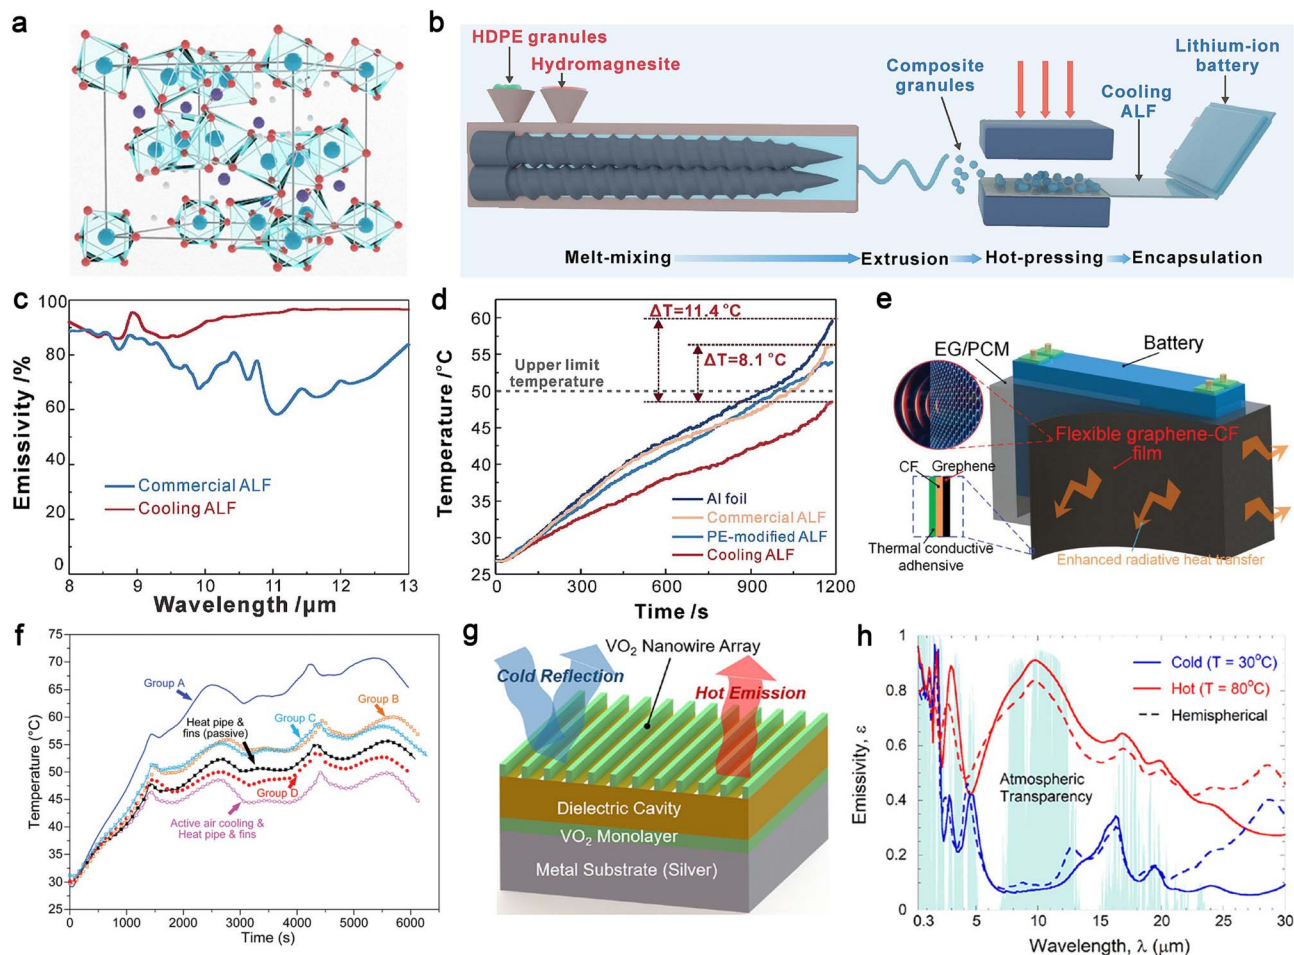 a
b
HDPE granules
Hydromagnesite
Composite
granules
Cooling
ALF
Lithium-ion
battery
Melt-mixing
Extrusion
Hot-pressing
Encapsulation
c
Emissivity /%
100
80
60
40
20
0
Commercial ALF
Cooling ALF
8
9
10
11
12
13
Wavelength /μm
d
Temperature /°C
60
55
50
45
40
35
30
25
ΔT=11.4 °C
ΔT=8.1 °C
Upper limit
temperature
Al foil
Commercial ALF
PE-modified ALF
Cooling ALF
0
300
600
900
1200
Time /s
e
EG/PCM
Battery
Flexible graphene-CF
film
CF
Grephene
Thermal conductive
adhensive
Enhanced radiative heat transfer
f
Temperature (°C)
75
70
65
60
55
50
45
40
35
30
25
Group A
Heat pipe &
fins (passive)
Group C
Group B
Group D
Active air cooling &
Heat pipe & fins
0
1000
2000
3000
4000
5000
6000
Time (s)
g
VO₂ Nanowire Array
Cold Reflection
Hot Emission
Dielectric Cavity
VO₂ Monolayer
Metal Substrate (Silver)
h
Emissivity, ε
1
0.8
0.6
0.4
0.2
0
Cold (T = 30°C)
Hot (T = 80°C)
Hemispherical
Atmospheric
Transparency
0.3
5
10
15
20
25
30
Wavelength, λ (μm)